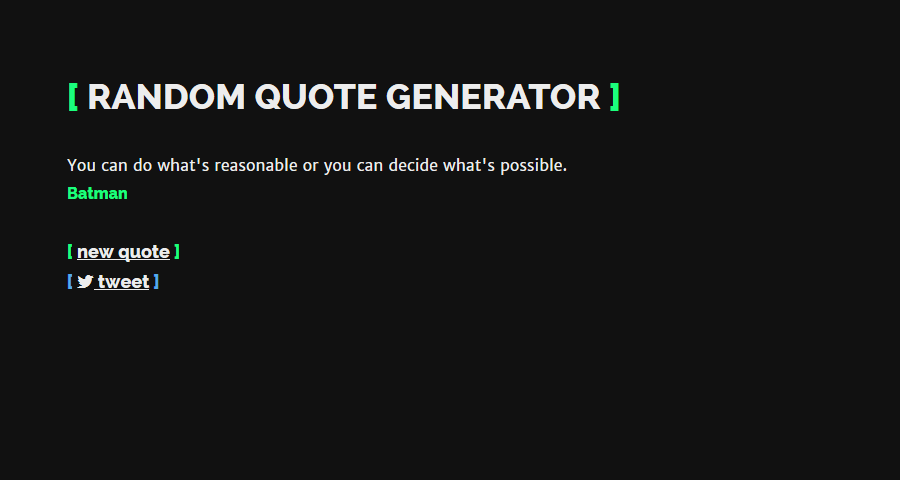 [ RANDOM QUOTE GENERATOR ]
You can do what's reasonable or you can decide what's possible.
Batman
[ new quote ]
[ tweet ]